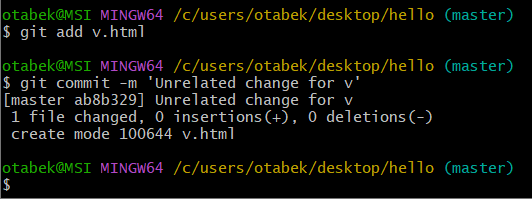 otabek@MSI MINGW64 /c/users/otabek/desktop/hello (master)
$ git add v.html
otabek@MSI MINGW64 /c/users/otabek/desktop/hello (master)
$ git commit -m 'Unrelated change for v'
[master ab8b329] Unrelated change for v
 1 file changed, 0 insertions(+), 0 deletions(-)
 create mode 100644 v.html
otabek@MSI MINGW64 /c/users/otabek/desktop/hello (master)
$